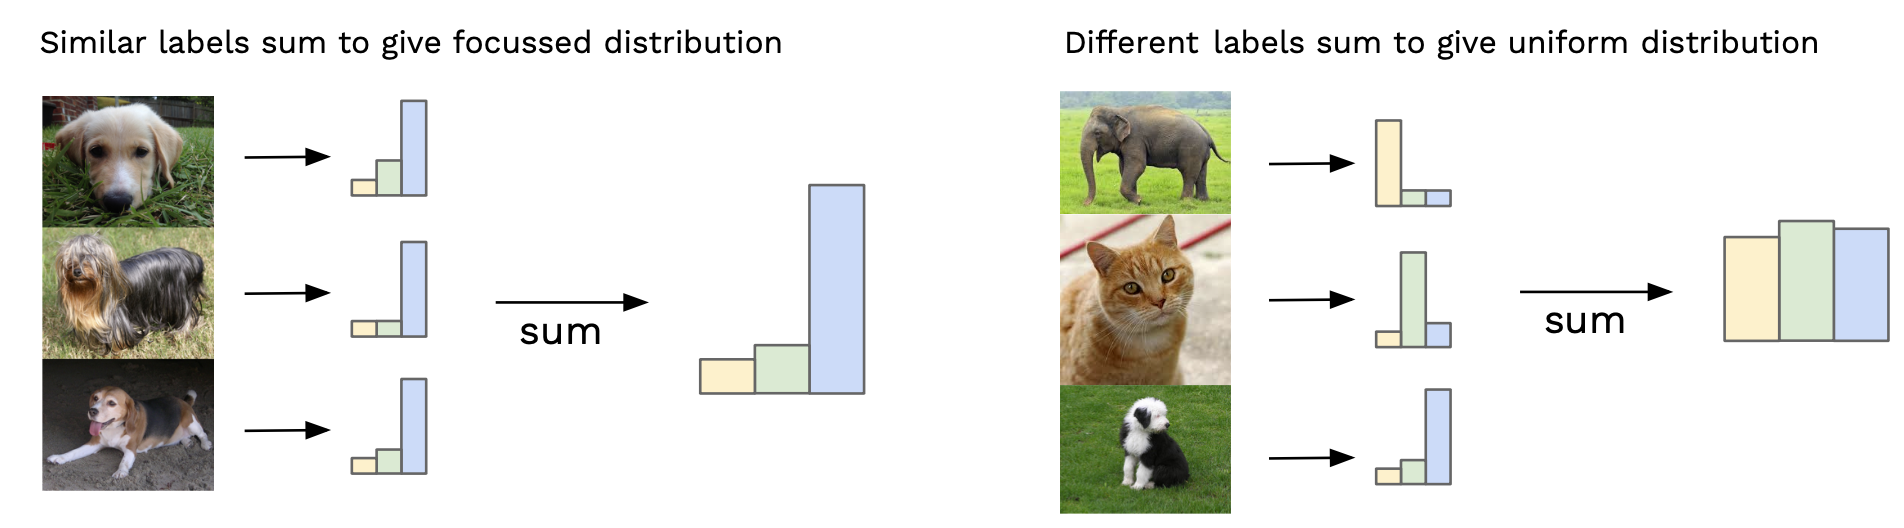 Similar labels sum to give focussed distribution
Different labels sum to give uniform distribution
sum
sum